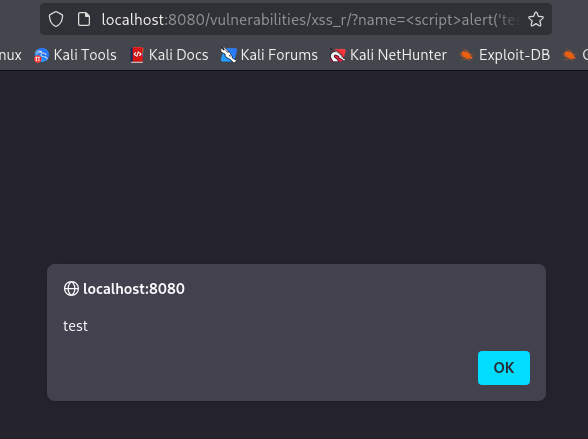 localhost:8080/vulnerabilities/xss_r/?name=<script>alert('te
nux Kali Tools Kali Docs Kali Forums Kali NetHunter Exploit-DB
localhost:8080
test
OK